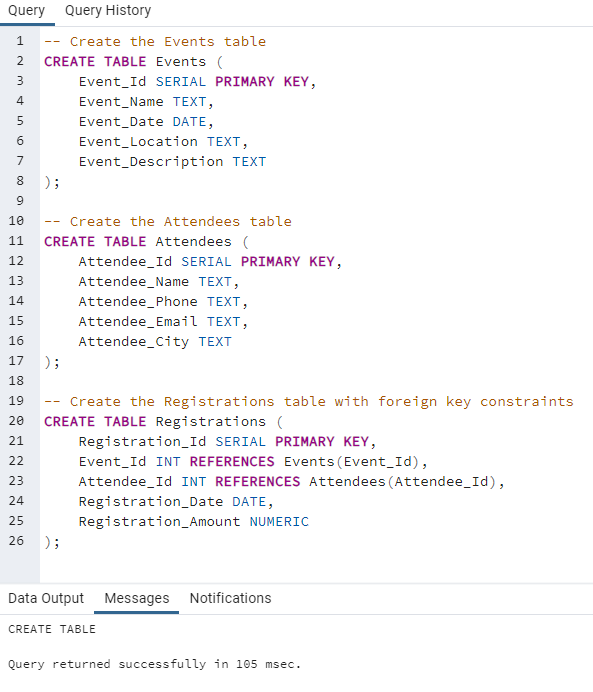 Query Query History
1 -- Create the Events table
2 CREATE TABLE Events (
3 Event_Id SERIAL PRIMARY KEY,
4 Event_Name TEXT,
5 Event_Date DATE,
6 Event_Location TEXT,
7 Event_Description TEXT
8 );
9
10 -- Create the Attendees table
11 CREATE TABLE Attendees (
12 Attendee_Id SERIAL PRIMARY KEY,
13 Attendee_Name TEXT,
14 Attendee_Phone TEXT,
15 Attendee_Email TEXT,
16 Attendee_City TEXT
17 );
18
19 -- Create the Registrations table with foreign key constraints
20 CREATE TABLE Registrations (
21 Registration_Id SERIAL PRIMARY KEY,
22 Event_Id INT REFERENCES Events(Event_Id),
23 Attendee_Id INT REFERENCES Attendees(Attendee_Id),
24 Registration_Date DATE,
25 Registration_Amount NUMERIC
26 );
Data Output Messages Notifications
CREATE TABLE
Query returned successfully in 105 msec.